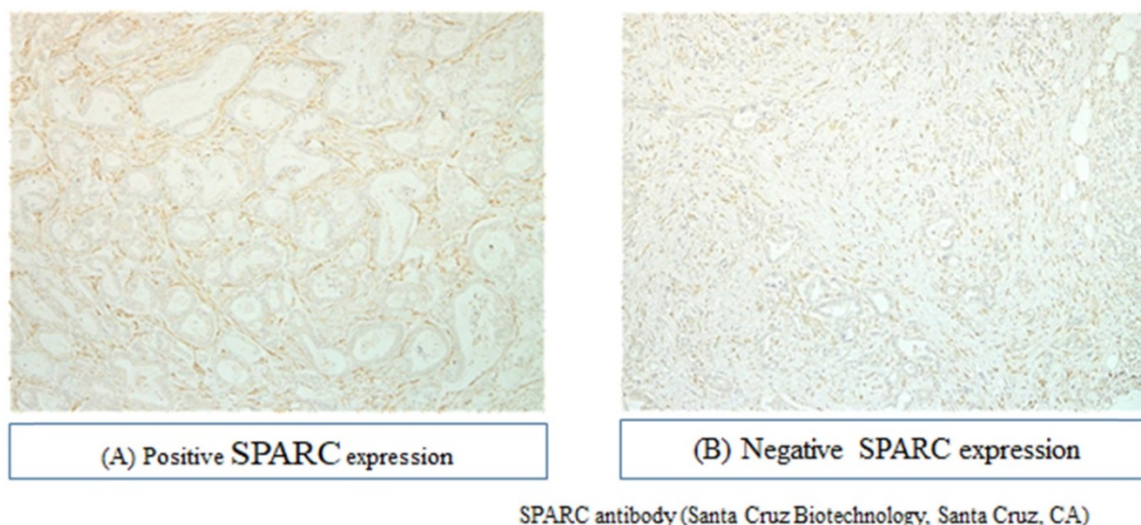 (A) Positive SPARC expression
(B) Negative SPARC expression
SPARC antibody (Santa Cruz Biotechnology, Santa Cruz, CA)